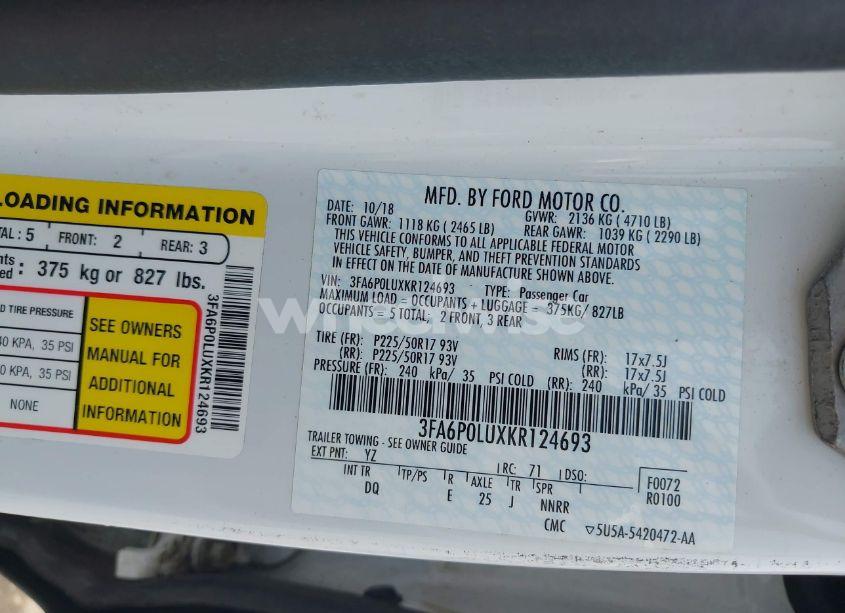 LOADING INFORMATION
TAL : 5 FRONT: 2 REAR: 3
nts
ed : 375 kg or 827 lbs.
D TIRE PRESSURE
40 KPA, 35 PSI
0 KPA, 35 PSI
NONE
SEE OWNERS
MANUAL FOR
ADDITIONAL
INFORMATION
3FA6P0LUXKR124693
MFD. BY FORD MOTOR CO.
DATE: 10/18 GVWR: 2136 KG ( 4710 LB)
FRONT GAWR: 1118 KG ( 2465 LB) REAR GAWR: 1039 KG ( 2290 LB)
THIS VEHICLE CONFORMS TO ALL APPLICABLE FEDERAL MOTOR
VEHICLE SAFETY, BUMPER, AND THEFT PREVENTION STANDARDS
IN EFFECT ON THE DATE OF MANUFACTURE SHOWN ABOVE.
VIN: 3FA6P0LUXKR124693 TYPE: Passenger Car
MAXIMUM LOAD = OCCUPANTS + LUGGAGE = 375KG/ 827LB
OCCUPANTS = 5 TOTAL; 2 FRONT, 3 REAR
TIRE (FR): P225/50R17 93V RIMS (FR): 17x7.5J
(RR): P225/50R17 93V (RR): 17x7.5J
PRESSURE (FR): 240 kPa/ 35 PSI COLD (RR): 240 kPa/ 35 PSI COLD
3FA6P0LUXKR124693
TRAILER TOWING - SEE OWNER GUIDE
EXT PNT: YZ RC: 71 DSO: F0072
R0100
INT TR TP/PS R AXLE TR SPR
DQ E 25 J NNRR
CMC ▽5U5A-5420472-AA
wheelwise